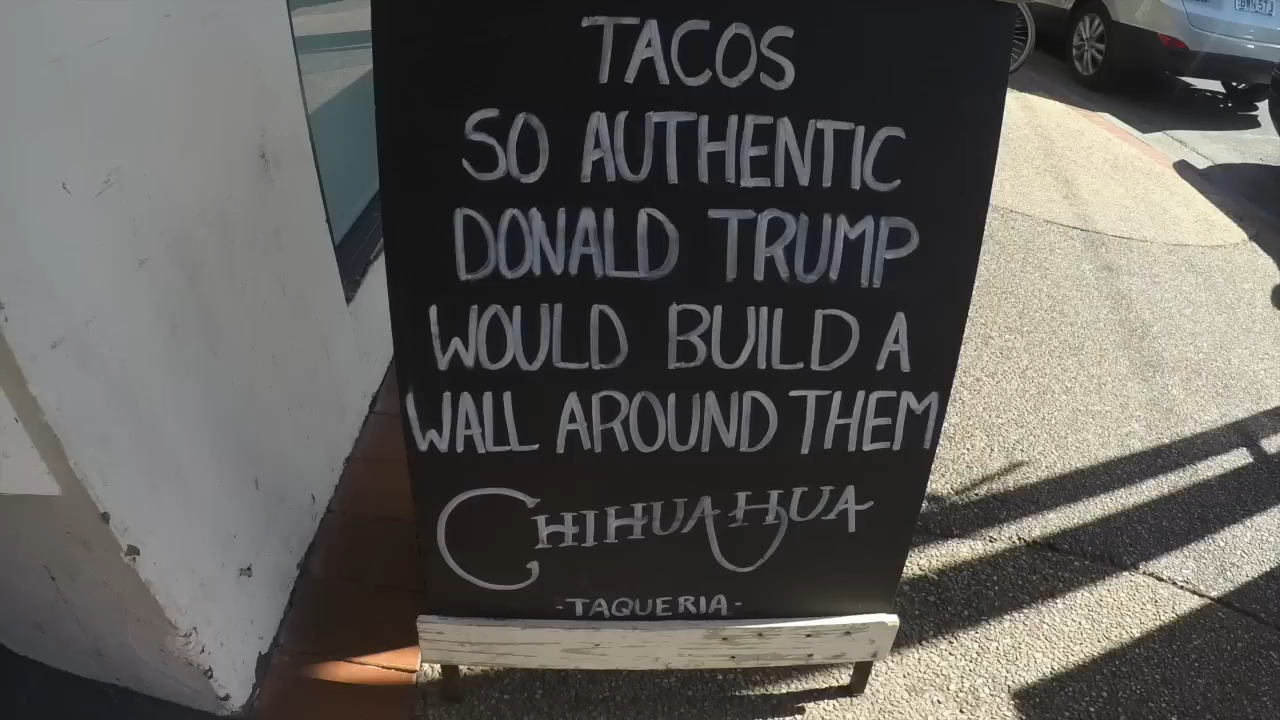 TACOS
SO AUTHENTIC
DONALD TRUMP
WOULD BUILD A
WALL AROUND THEM
CHIHUAHUA
-TAQUERIA-